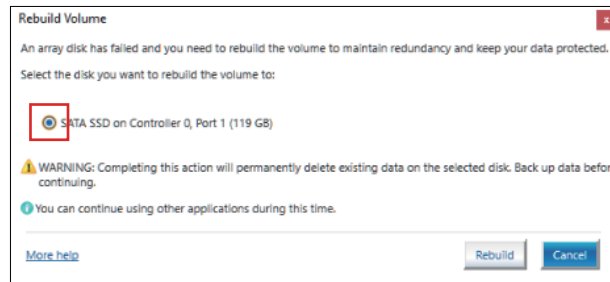 Rebuild Volume
x
An array disk has failed and you need to rebuild the volume to maintain redundancy and keep your data protected.
Select the disk you want to rebuild the volume to:
SATA SSD on Controller 0, Port 1 (119 GB)
WARNING: Completing this action will permanently delete existing data on the selected disk. Back up data befor
continuing.
You can continue using other applications during this time.
More help
Rebuild
Cancel